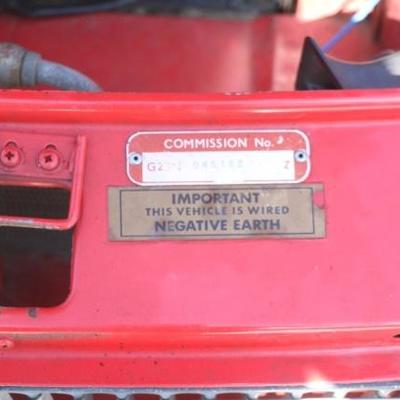 COMMISSION No.
Z
IMPORTANT
THIS VEHICLE IS WIRED
NEGATIVE EARTH